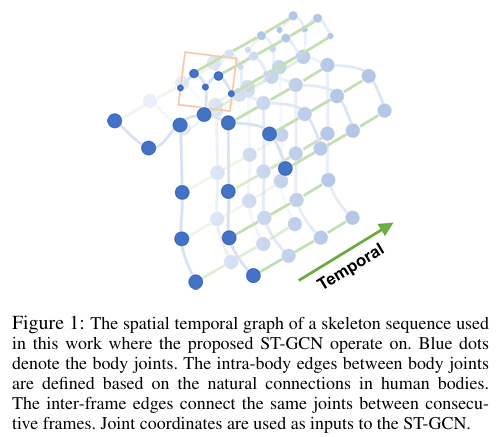 Temporal
Figure 1: The spatial temporal graph of a skeleton sequence used
in this work where the proposed ST-GCN operate on. Blue dots
denote the body joints. The intra-body edges between body joints
are defined based on the natural connections in human bodies.
The inter-frame edges connect the same joints between consecu-
tive frames. Joint coordinates are used as inputs to the ST-GCN.